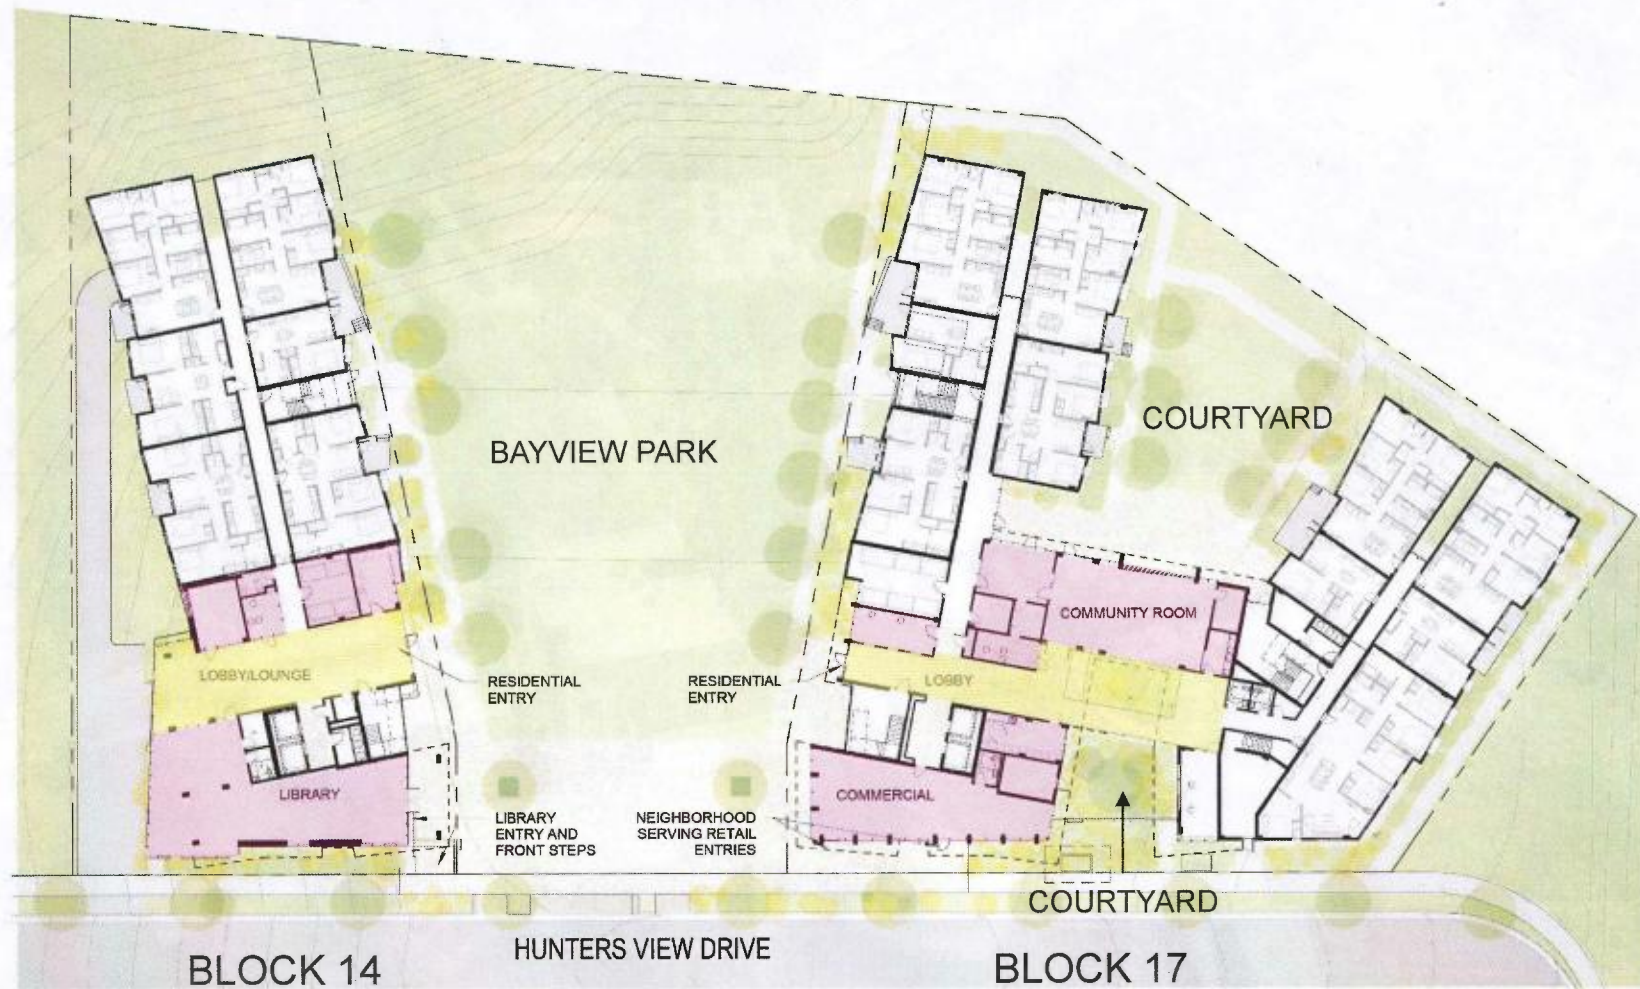 COURTYARD
BAYVIEW PARK
COMMUNITY ROOM
LOBBY/LOUNGE
RESIDENTIAL
ENTRY
RESIDENTIAL
ENTRY
LOBBY
LIBRARY
COMMERCIAL
LIBRARY
ENTRY AND
FRONT STEPS
NEIGHBORHOOD
SERVING RETAIL
ENTRIES
COURTYARD
HUNTERS VIEW DRIVE
BLOCK 14
BLOCK 17